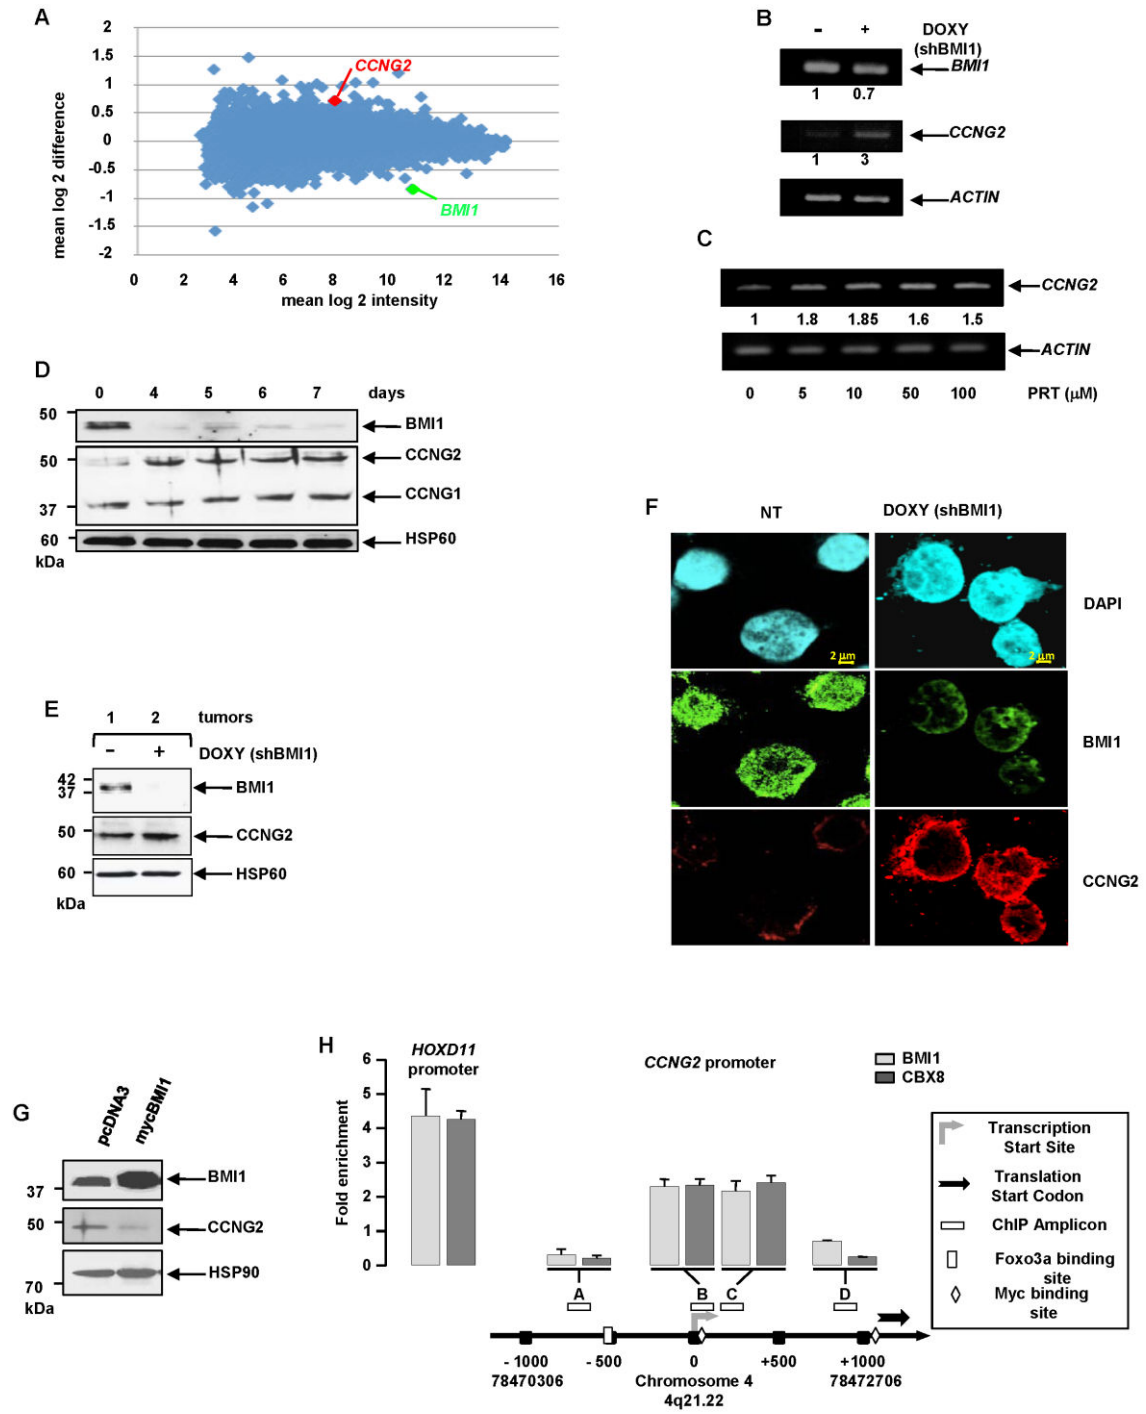 A
2
1.5
1
0.5
0
-0.5
-1
-1.5
-2
mean log 2 difference
CCNG2
BMI1
0 2 4 6 8 10 12 14 16
mean log 2 intensity
B
- + DOXY
(shBMI1)
BMI1
1 0.7
CCNG2
1 3
ACTIN
C
CCNG2
1 1.8 1.85 1.6 1.5
ACTIN
0 5 10 50 100 PRT (µM)
D
0 4 5 6 7 days
50
BMI1
50
CCNG2
CCNG1
37
60
HSP60
kDa
E
1 2 tumors
- + DOXY (shBMI1)
42
37
BMI1
50
CCNG2
60
HSP60
kDa
F
NT DOXY (shBMI1)
DAPI
2 µm 2 µm
BMI1
CCNG2
G
pcDNA3
mycBMI1
BMI1
37
50
CCNG2
HSP90
70
kDa
H
HOXD11
promoter
CCNG2 promoter
BMI1
CBX8
Fold enrichment
6
5
4
3
2
1
0
A B C D
- 1000 - 500 0 +500 +1000
78470306 Chromosome 4 78472706
4q21.22
Transcription
Start Site
Translation
Start Codon
ChIP Amplicon
Foxo3a binding
site
Myc binding
site